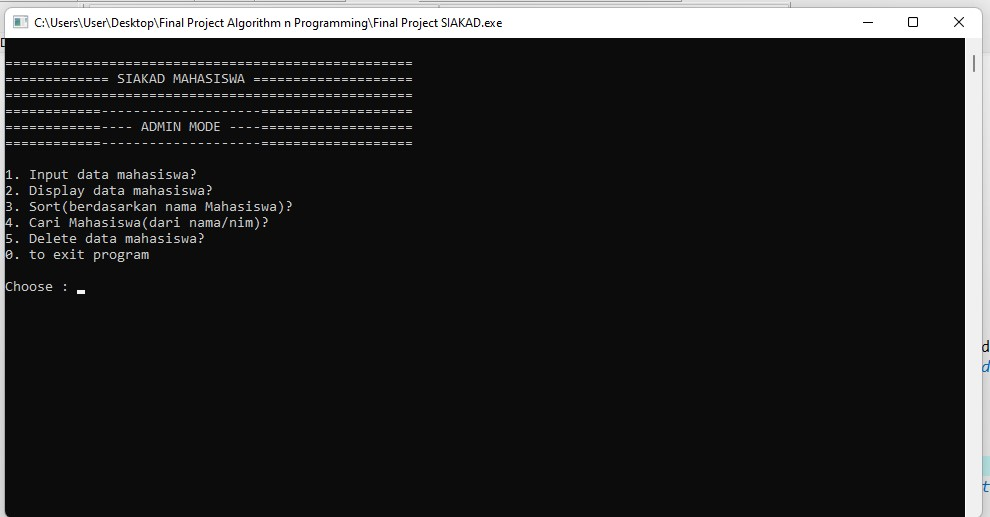 C:\Users\User\Desktop\Final Project Algorithm n Programming\Final Project SIAKAD.exe
===================================================
============= SIAKAD MAHASISWA ====================
===================================================
============--------------------===================
============---- ADMIN MODE ----===================
============--------------------===================
1. Input data mahasiswa?
2. Display data mahasiswa?
3. Sort(berdasarkan nama Mahasiswa)?
4. Cari Mahasiswa(dari nama/nim)?
5. Delete data mahasiswa?
0. to exit program
Choose : _
d
d
t